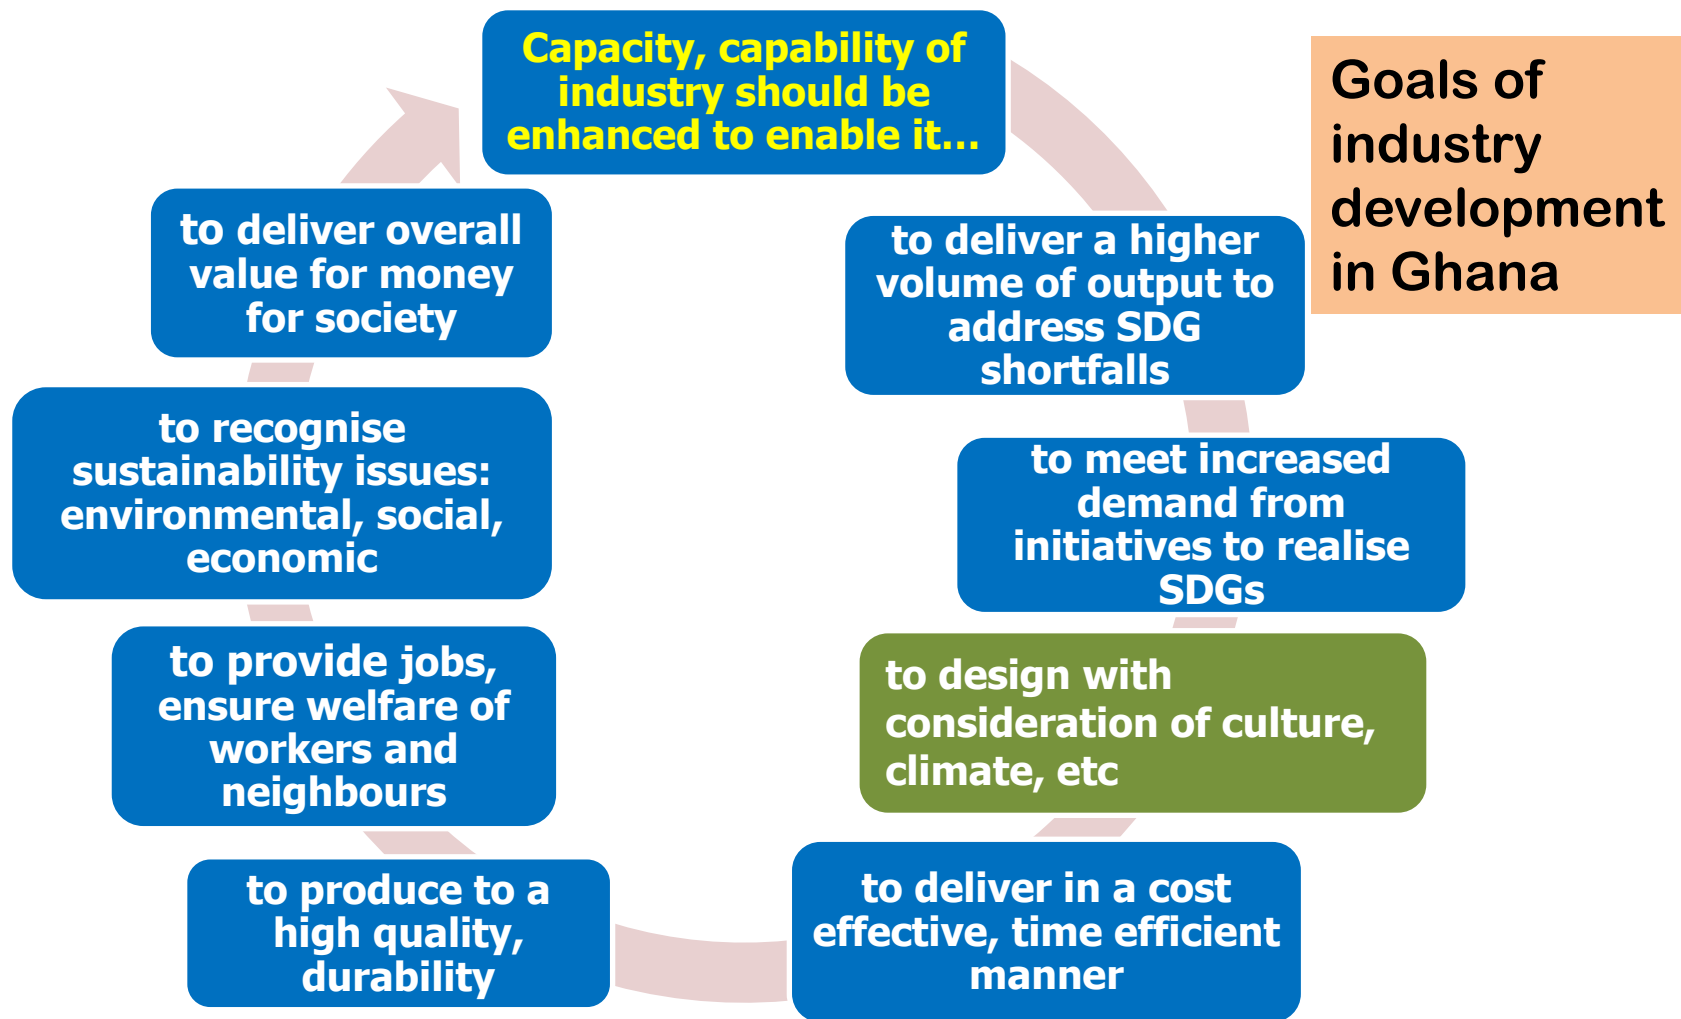 Capacity, capability of
industry should be
enhanced to enable it…
Goals of
industry
development
in Ghana
to deliver a higher
volume of output to
address SDG
shortfalls
to meet increased
demand from
initiatives to realise
SDGs
to design with
consideration of culture,
climate, etc
to deliver in a cost
effective, time efficient
manner
to produce to a
high quality,
durability
to provide jobs,
ensure welfare of
workers and
neighbours
to recognise
sustainability issues:
environmental, social,
economic
to deliver overall
value for money
for society